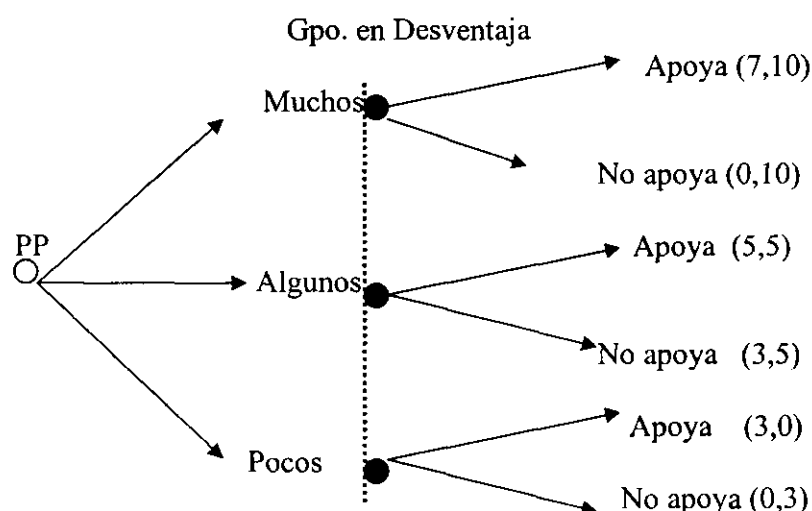 Gpo. en Desventaja
Muchos
Apoya (7,10)
No apoya (0,10)
PP
Algunos
Apoya (5,5)
No apoya (3,5)
Pocos
Apoya (3,0)
No apoya (0,3)